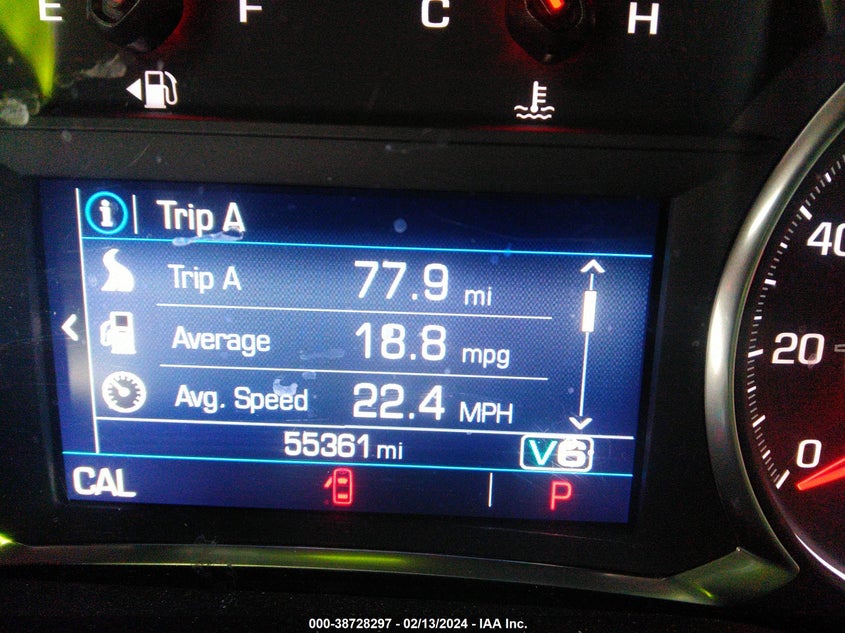 E F C H
Trip A
Trip A 77.9 mi
Average 18.8 mpg
Avg. Speed 22.4 MPH
55361 mi V6
CAL P
40
20
0
000-38728297 - 02/13/2024 - IAA Inc.